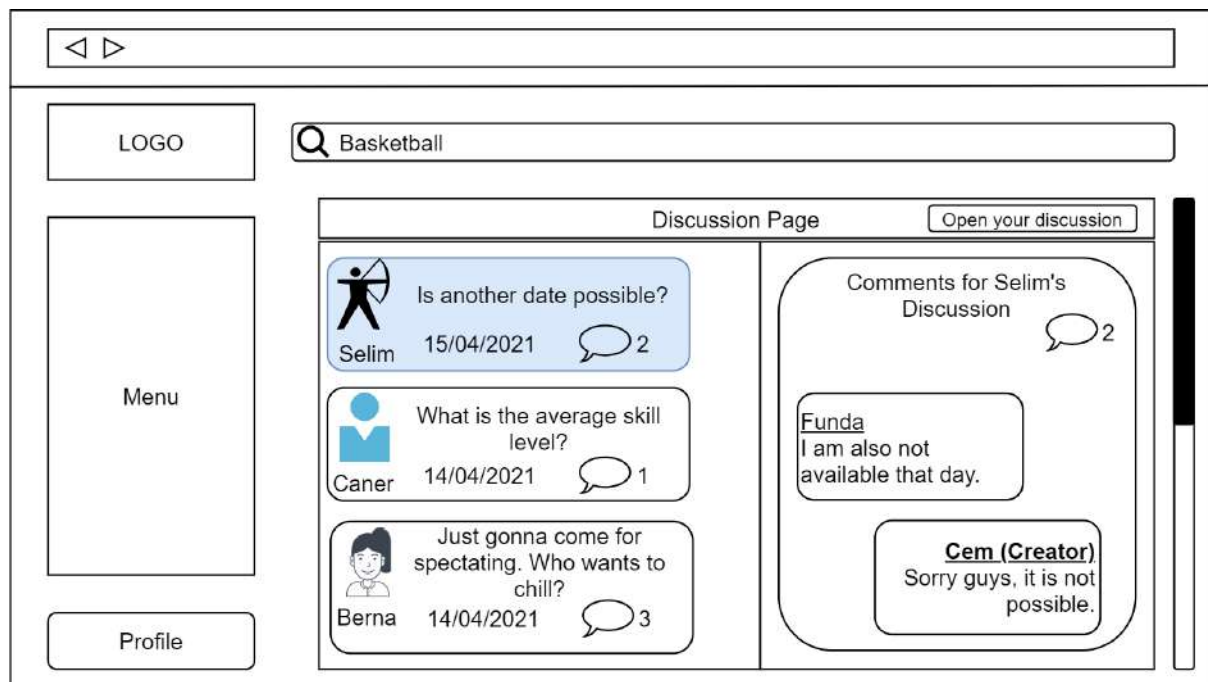 LOGO
Basketball
Menu
Profile
Discussion Page
Open your discussion
Is another date possible?
Selim
15/04/2021
2
What is the average skill
level?
Caner
14/04/2021
1
Just gonna come for
spectating. Who wants to
chill?
Berna
14/04/2021
3
Comments for Selim's
Discussion
2
Funda
I am also not
available that day.
Cem (Creator)
Sorry guys, it is not
possible.